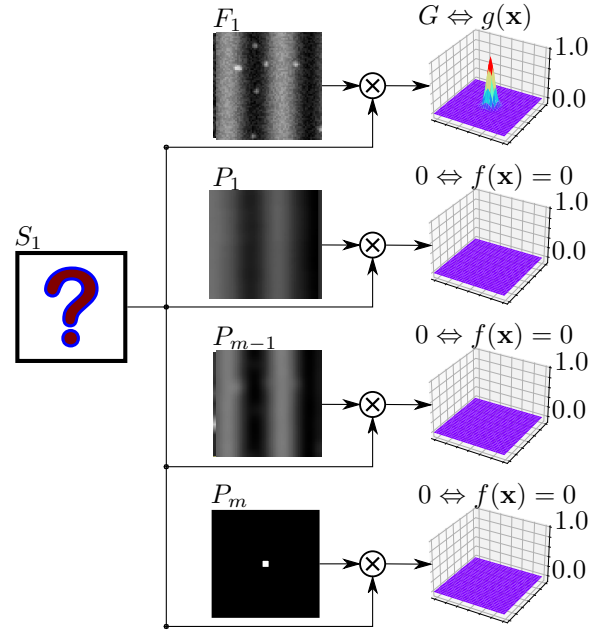 F₁
G ⇔ g(𝐱)
1.0
0.0
P₁
0 ⇔ f(𝐱) = 0
1.0
0.0
S₁
?
Pₘ₋₁
0 ⇔ f(𝐱) = 0
1.0
0.0
Pₘ
0 ⇔ f(𝐱) = 0
1.0
0.0